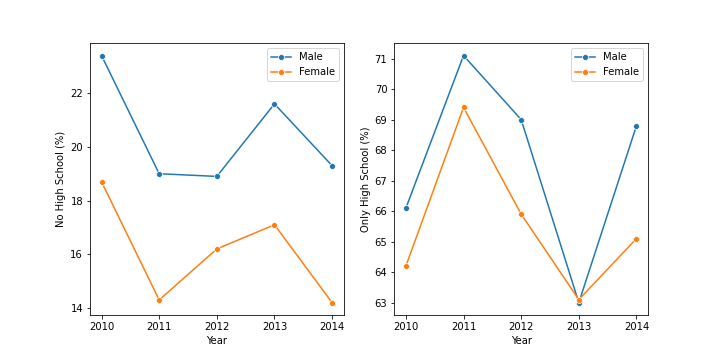 Male
Female
No High School (%)
22
20
18
16
14
2010 2011 2012 2013 2014
Year
Male
Female
Only High School (%)
71
70
69
68
67
66
65
64
63
2010 2011 2012 2013 2014
Year